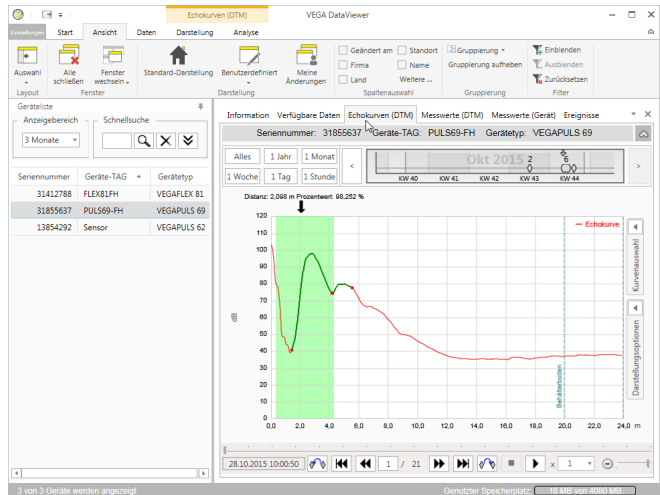 Echokurven (DTM)
VEGA DataViewer
Einstellungen Start Ansicht Daten Darstellung Analyse
Auswahl
Alle schließen
Fenster wechseln
Standard-Darstellung
Benutzerdefiniert
Meine Änderungen
Geändert am
Standort
Firma
Name
Land
Weitere ...
Gruppierung
Gruppierung aufheben
Einblenden
Ausblenden
Zurücksetzen
Layout Fenster Darstellung Spaltenauswahl Gruppierung Filter
Geräteliste
Anzeigebereich
Schnellsuche
3 Monate
Seriennummer Geräte-TAG Gerätetyp
31412788 FLEX81FH VEGAFLEX 81
31855637 PULS69-FH VEGAPULS 69
13854292 Sensor VEGAPULS 62
Information Verfügbare Daten Echokurven (DTM) Messwerte (DTM) Messwerte (Gerät) Ereignisse
Seriennummer: 31855637 Geräte-TAG: PULS69-FH Gerätetyp: VEGAPULS 69
Alles 1 Jahr 1 Monat
1 Woche 1 Tag 1 Stunde
<
Okt 2015
2 6
KW 40 KW 41 KW 42 KW 43 KW 44
>
Distanz: 2,098 m Prozentwert: 98,252 %
Echokurve
dB
120
110
100
90
80
70
60
50
40
30
20
10
0
0,0 2,0 4,0 6,0 8,0 10,0 12,0 14,0 16,0 18,0 20,0 22,0 24,0 m
Behälterboden
Kurvenauswahl
Darstellungsoptionen
28.10.2015 10:00:50
1 / 21
x 1
3 von 3 Geräte werden angezeigt
Genutzter Speicherplatz: 18 MB von 4080 MB